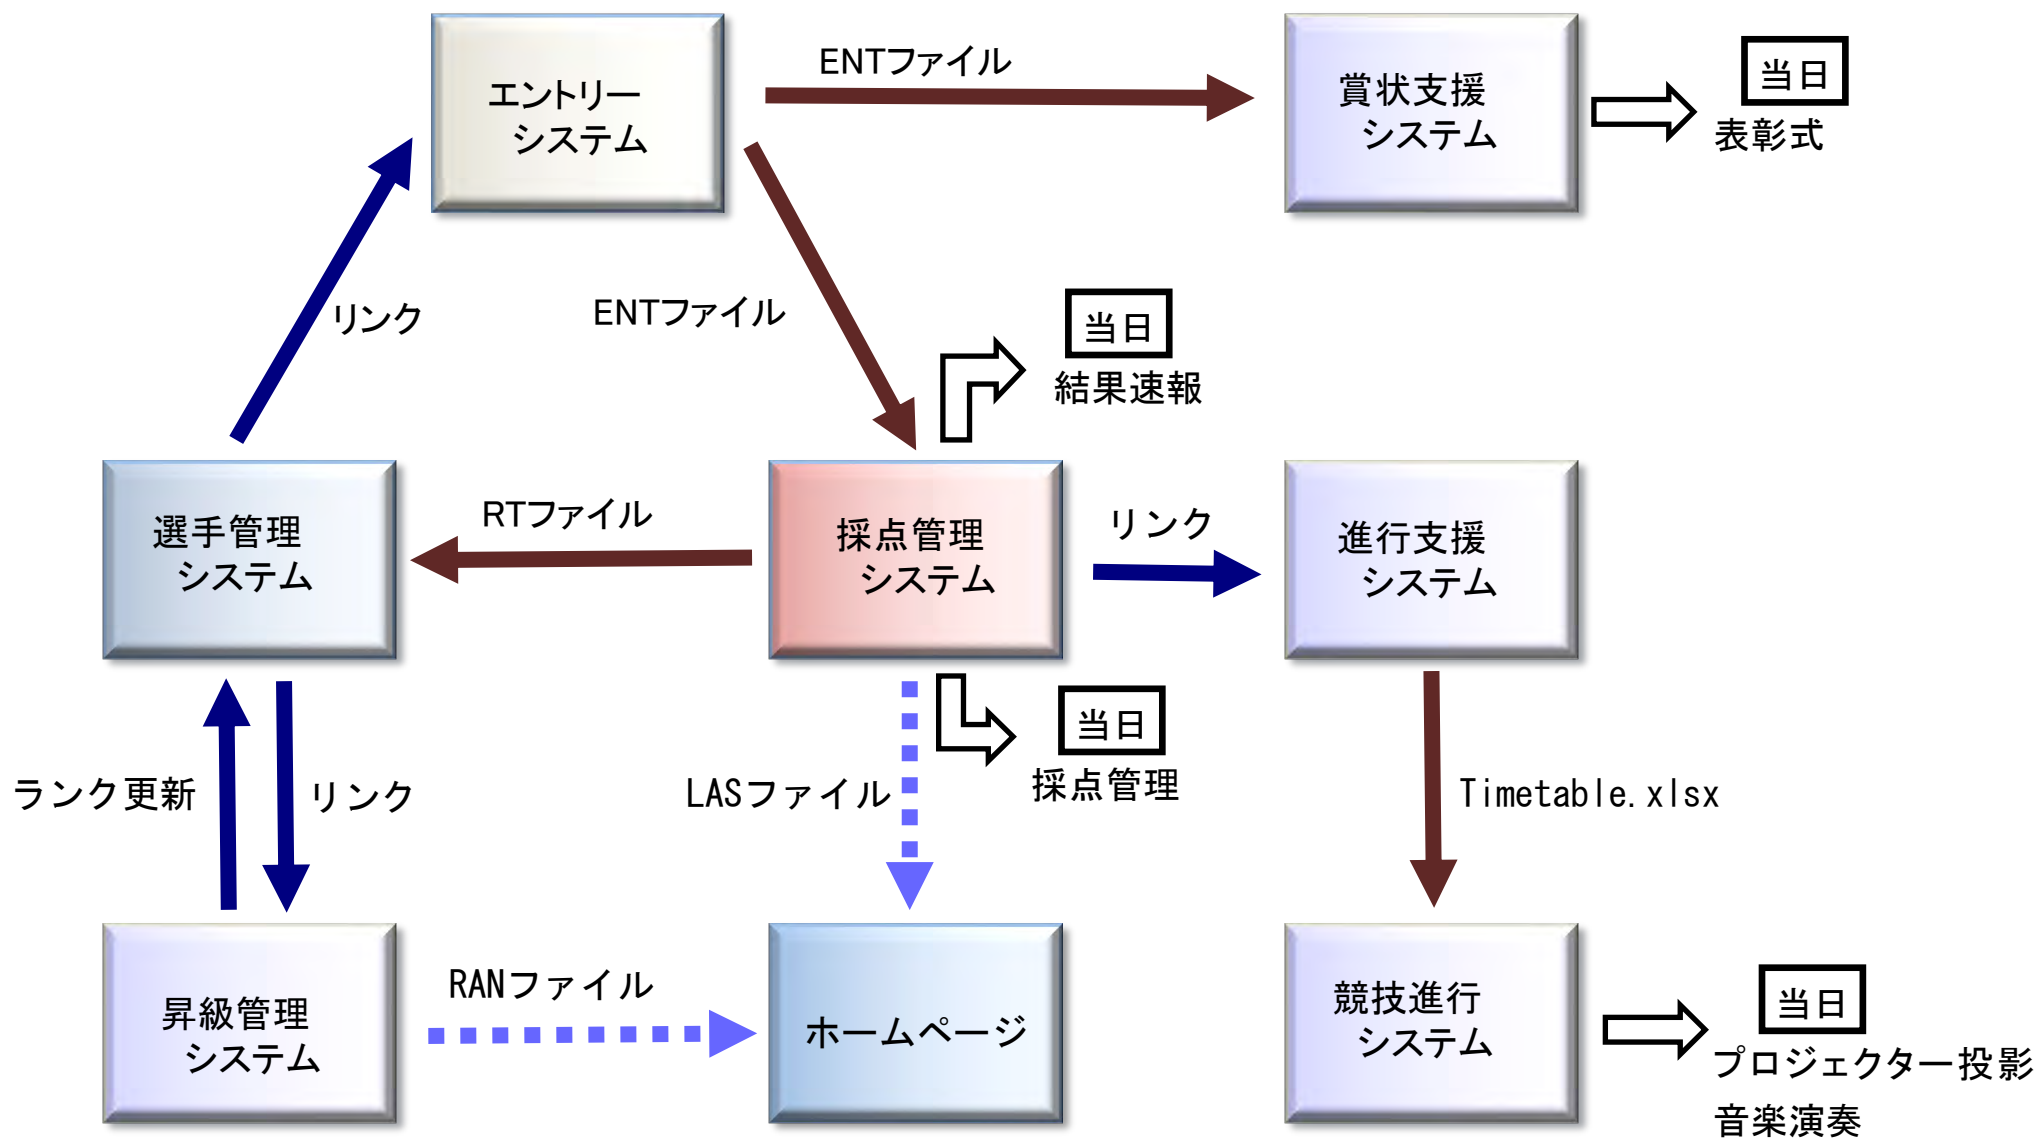 エントリー
システム
ENTファイル
賞状支援
システム
当日
表彰式
リンク
ENTファイル
当日
結果速報
選手管理
システム
RTファイル
採点管理
システム
リンク
進行支援
システム
ランク更新
リンク
LASファイル
当日
採点管理
Timetable.xlsx
昇級管理
システム
RANファイル
ホームページ
競技進行
システム
当日
プロジェクター投影
音楽演奏